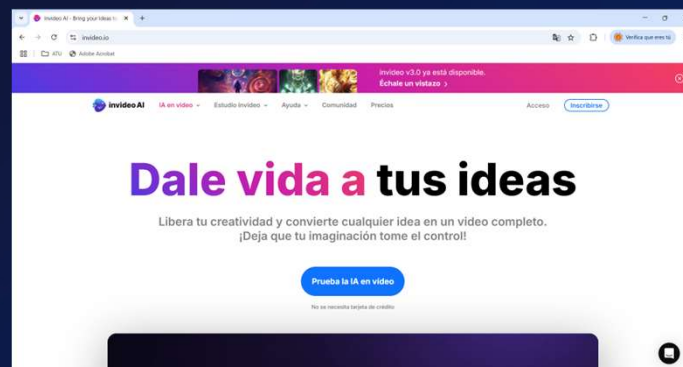 Invideo AI - Bring your ideas to
invideo.io
Verifica que eres tú
ATU
Adobe Acrobat
invideo v3.0 ya está disponible.
Échale un vistazo >
invideo AI
IA en video
Estudio Invideo
Ayuda
Comunidad
Precios
Acceso
Inscribirse
Dale vida a tus ideas
Libera tu creatividad y convierte cualquier idea en un video completo.
¡Deja que tu imaginación tome el control!
Prueba la IA en vídeo
No se necesita tarjeta de crédito